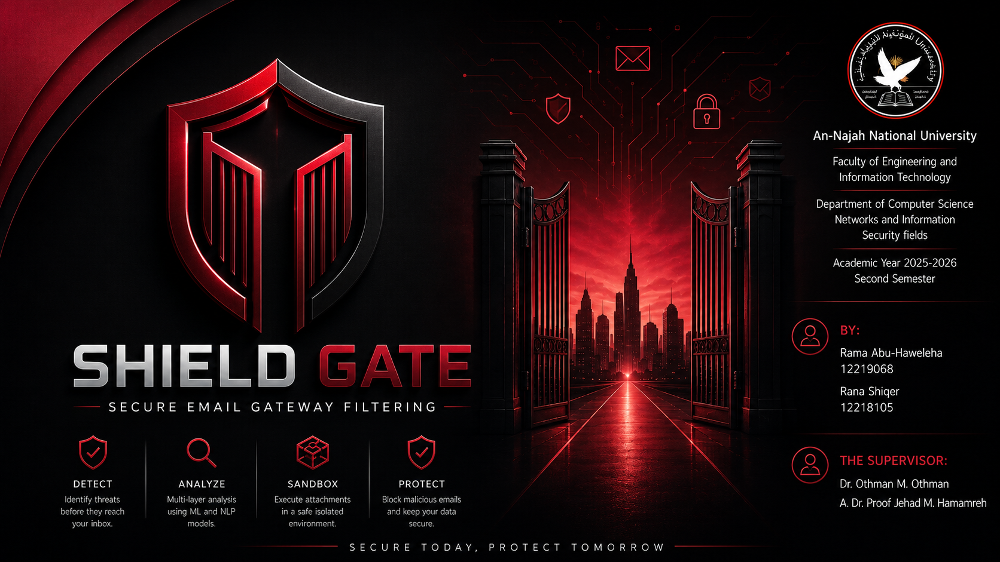 SHIELD GATE
SECURE EMAIL GATEWAY FILTERING
DETECT
Identify threats
before they reach
your inbox.
ANALYZE
Multi-layer analysis
using ML and NLP
models.
SANDBOX
Execute attachments
in a safe isolated
environment.
PROTECT
Block malicious emails
and keep your data
secure.
SECURE TODAY, PROTECT TOMORROW
An-Najah National University
Faculty of Engineering and
Information Technology
Department of Computer Science
Networks and Information
Security fields
Academic Year 2025-2026
Second Semester
BY:
Rama Abu-Haweleha
12219068
Rana Shiqer
12218105
THE SUPERVISOR:
Dr. Othman M. Othman
A. Dr. Proof Jehad M. Hamamreh